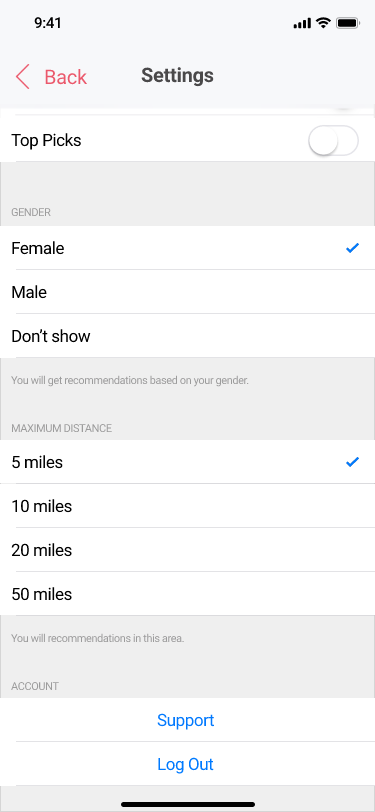 9:41
Back
Settings
Top Picks
GENDER
Female
Male
Don’t show
You will get recommendations based on your gender.
MAXIMUM DISTANCE
5 miles
10 miles
20 miles
50 miles
You will recommendations in this area.
ACCOUNT
Support
Log Out